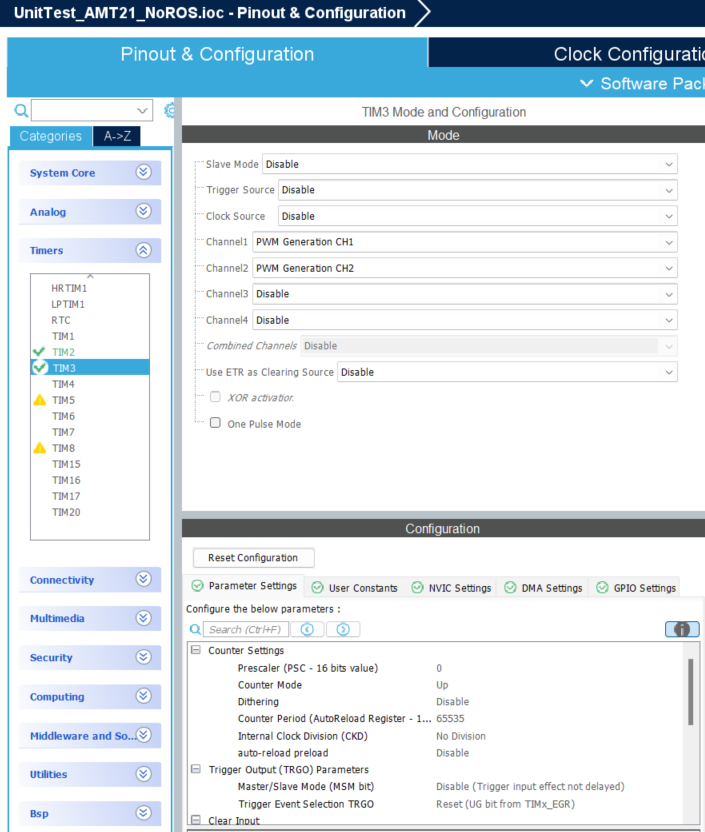 UnitTest_AMT21_NoROS.ioc - Pinout & Configuration
Pinout & Configuration
Clock Configuratio
Software Pack
TIM3 Mode and Configuration
Categories A->Z
Mode
System Core
Analog
Timers
HRTIM1
LPTIM1
RTC
TIM1
TIM2
TIM3
TIM4
TIM5
TIM6
TIM7
TIM8
TIM15
TIM16
TIM17
TIM20
Connectivity
Multimedia
Security
Computing
Middleware and So...
Utilities
Bsp
Slave Mode Disable
Trigger Source Disable
Clock Source Disable
Channel1 PWM Generation CH1
Channel2 PWM Generation CH2
Channel3 Disable
Channel4 Disable
Combined Channels Disable
Use ETR as Clearing Source Disable
XOR activation
One Pulse Mode
Configuration
Reset Configuration
Parameter Settings User Constants NVIC Settings DMA Settings GPIO Settings
Configure the below parameters :
Search (Ctrl+F)
Counter Settings
Prescaler (PSC - 16 bits value) 0
Counter Mode Up
Dithering Disable
Counter Period (AutoReload Register - 1... 65535
Internal Clock Division (CKD) No Division
auto-reload preload Disable
Trigger Output (TRGO) Parameters
Master/Slave Mode (MSM bit) Disable (Trigger input effect not delayed)
Trigger Event Selection TRGO Reset (UG bit from TIMx_EGR)
Clear Input